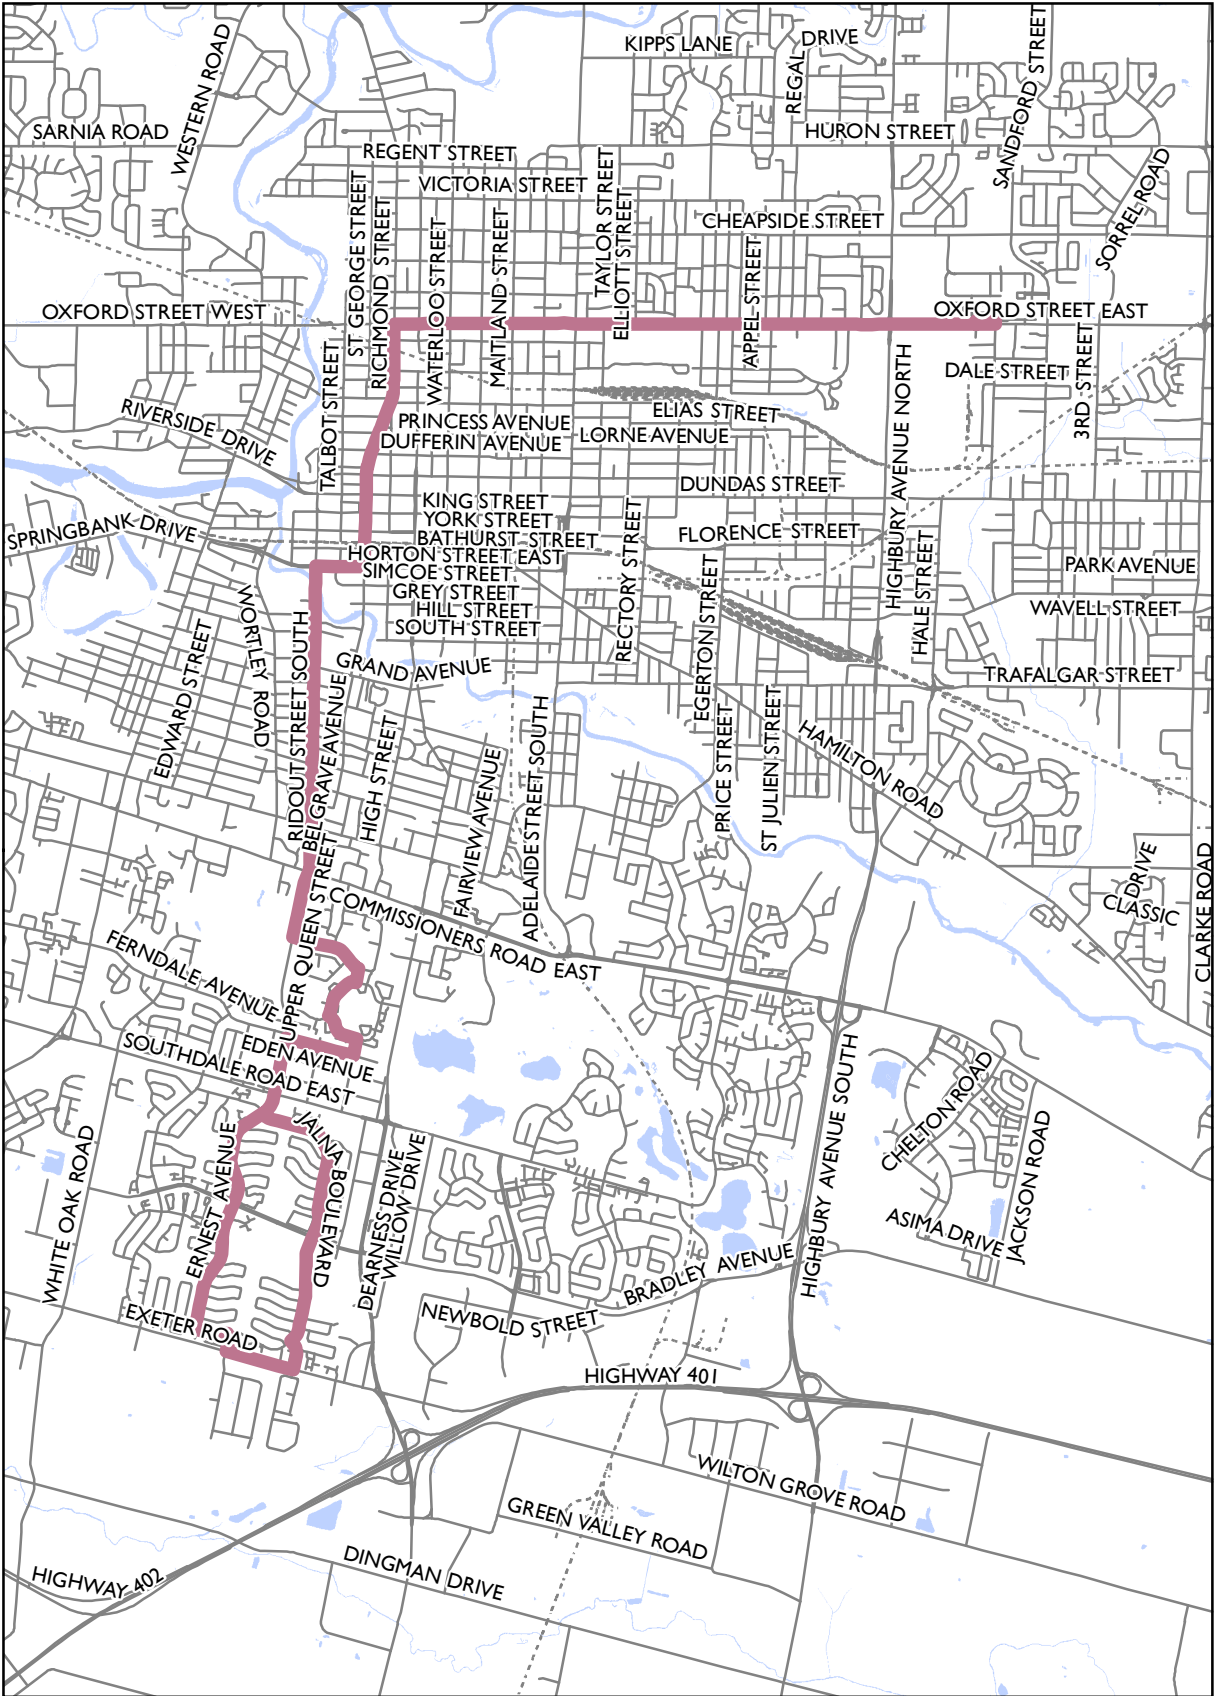 KIPPS LANE
REGAL
DRIVE
SANDFORD STREET
WESTERN ROAD
SARNIA ROAD
HURON STREET
REGENT STREET
VICTORIA STREET
TAYLOR STREET
ELLIOTT STREET
CHEAPSIDE STREET
SORREL ROAD
ST GEORGE STREET
RICHMOND STREET
WATERLOO STREET
MAITLAND STREET
APPEL STREET
OXFORD STREET WEST
OXFORD STREET EAST
TALBOT STREET
DALE STREET
3RD STREET
HIGHBURY AVENUE NORTH
RIVERSIDE DRIVE
ELIAS STREET
PRINCESS AVENUE
DUFFERIN AVENUE
LORNE AVENUE
DUNDAS STREET
KING STREET
YORK STREET
BATHURST STREET
HORTON STREET EAST
SIMCOE STREET
GREY STREET
HILL STREET
SOUTH STREET
SPRINGBANK DRIVE
RECTORY STREET
FLORENCE STREET
HALE STREET
PARK AVENUE
WAVELL STREET
EGERTON STREET
WORTLEY ROAD
EDWARD STREET
RIDOUT STREET SOUTH
GRAND AVENUE
TRAFALGAR STREET
BELGRAVE AVENUE
HIGH STREET
FAIRVIEW AVENUE
ADELAIDE STREET SOUTH
PRICE STREET
ST JULIEN STREET
HAMILTON ROAD
CLASSIC
DRIVE
CLARKE ROAD
COMMISSIONERS ROAD EAST
UPPER QUEEN STREET
FERNDALE AVENUE
EDEN AVENUE
SOUTHDALE ROAD EAST
JALNA BOULEVARD
CHELTON ROAD
HIGHBURY AVENUE SOUTH
JACKSON ROAD
WHITE OAK ROAD
ERNEST AVENUE
DEARNESS DRIVE
WILLOW DRIVE
ASIMA DRIVE
BRADLEY AVENUE
EXETER ROAD
NEWBOLD STREET
HIGHWAY 401
WILTON GROVE ROAD
GREEN VALLEY ROAD
DINGMAN DRIVE
HIGHWAY 402